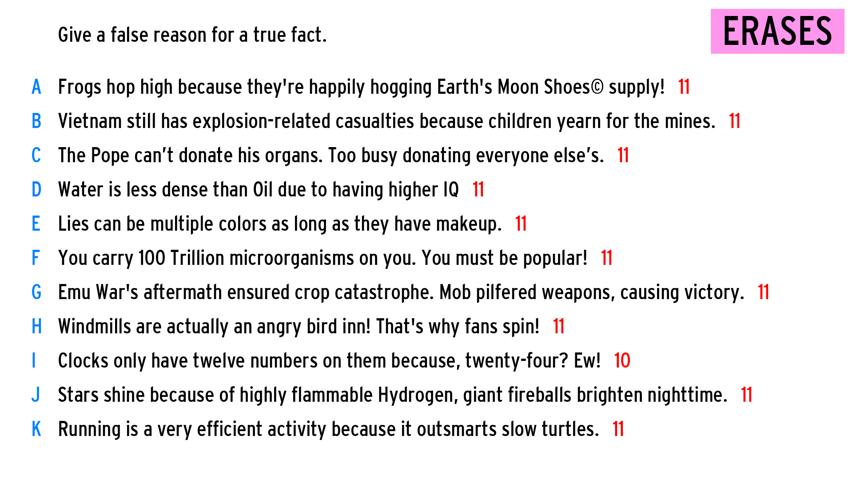 Give a false reason for a true fact.
ERASES
A Frogs hop high because they're happily hogging Earth's Moon Shoes© supply! 11
B Vietnam still has explosion-related casualties because children yearn for the mines. 11
C The Pope can't donate his organs. Too busy donating everyone else's. 11
D Water is less dense than Oil due to having higher IQ 11
E Lies can be multiple colors as long as they have makeup. 11
F You carry 100 Trillion microorganisms on you. You must be popular! 11
G Emu War's aftermath ensured crop catastrophe. Mob pilfered weapons, causing victory. 11
H Windmills are actually an angry bird inn! That's why fans spin! 11
I Clocks only have twelve numbers on them because, twenty-four? Ew! 10
J Stars shine because of highly flammable Hydrogen, giant fireballs brighten nighttime. 11
K Running is a very efficient activity because it outsmarts slow turtles. 11